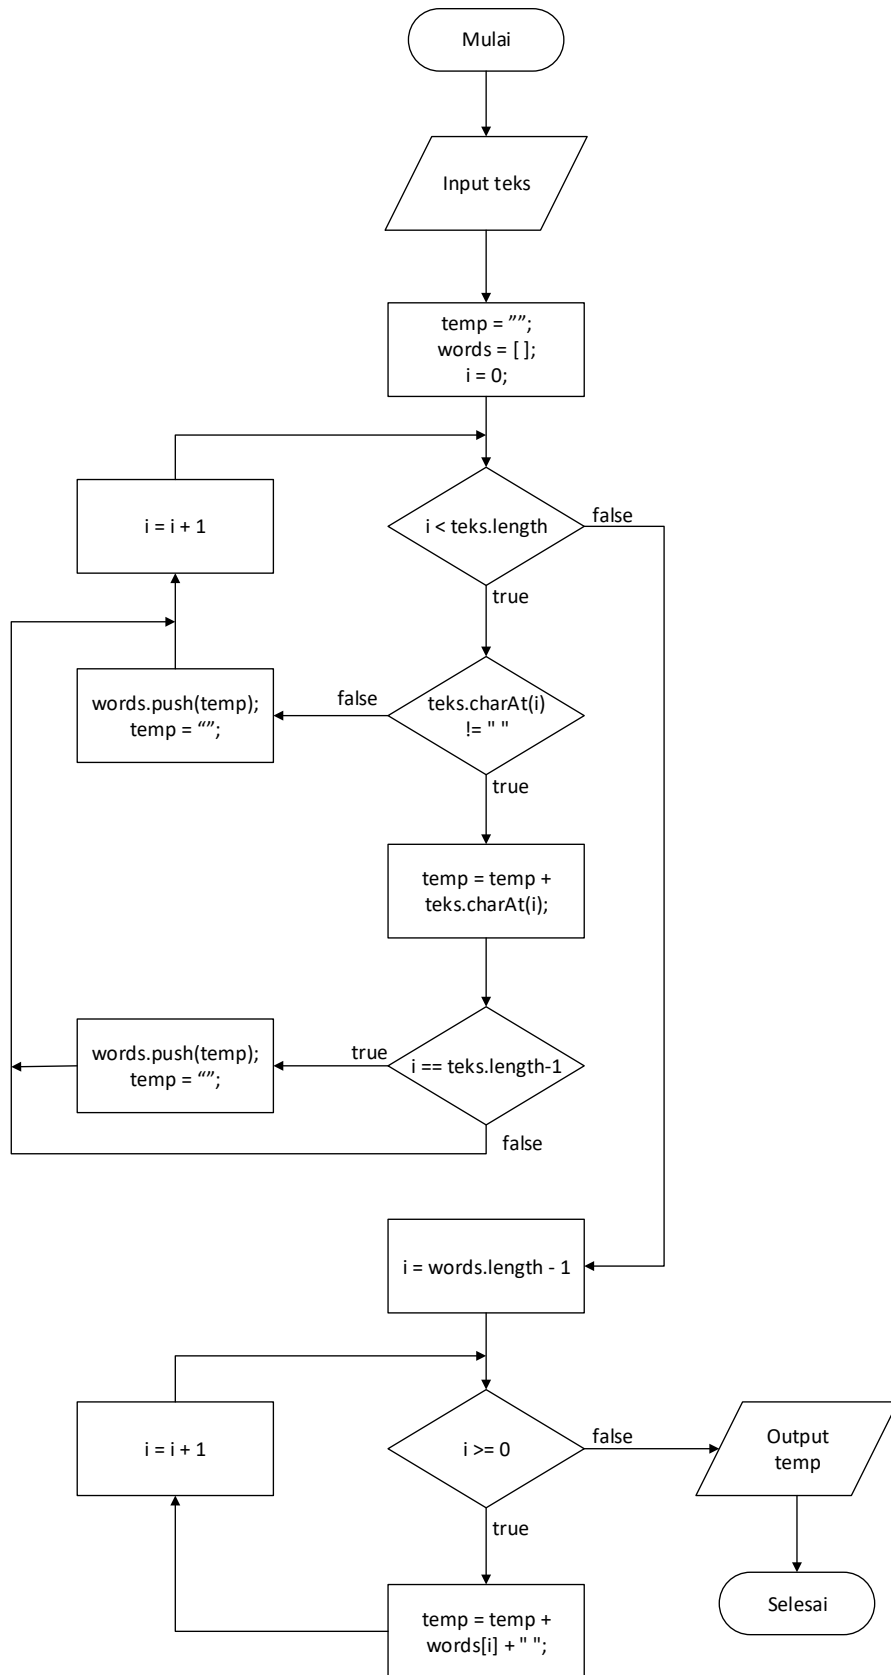 Mulai
Input teks
temp = ””;
words = [ ];
i = 0;
i = i + 1
i < teks.length
false
true
words.push(temp);
temp = “”;
false
teks.charAt(i)
!= " "
true
temp = temp +
teks.charAt(i);
words.push(temp);
temp = “”;
true
i == teks.length-1
false
i = words.length - 1
i = i + 1
i >= 0
false
Output
temp
true
temp = temp +
words[i] + " ";
Selesai